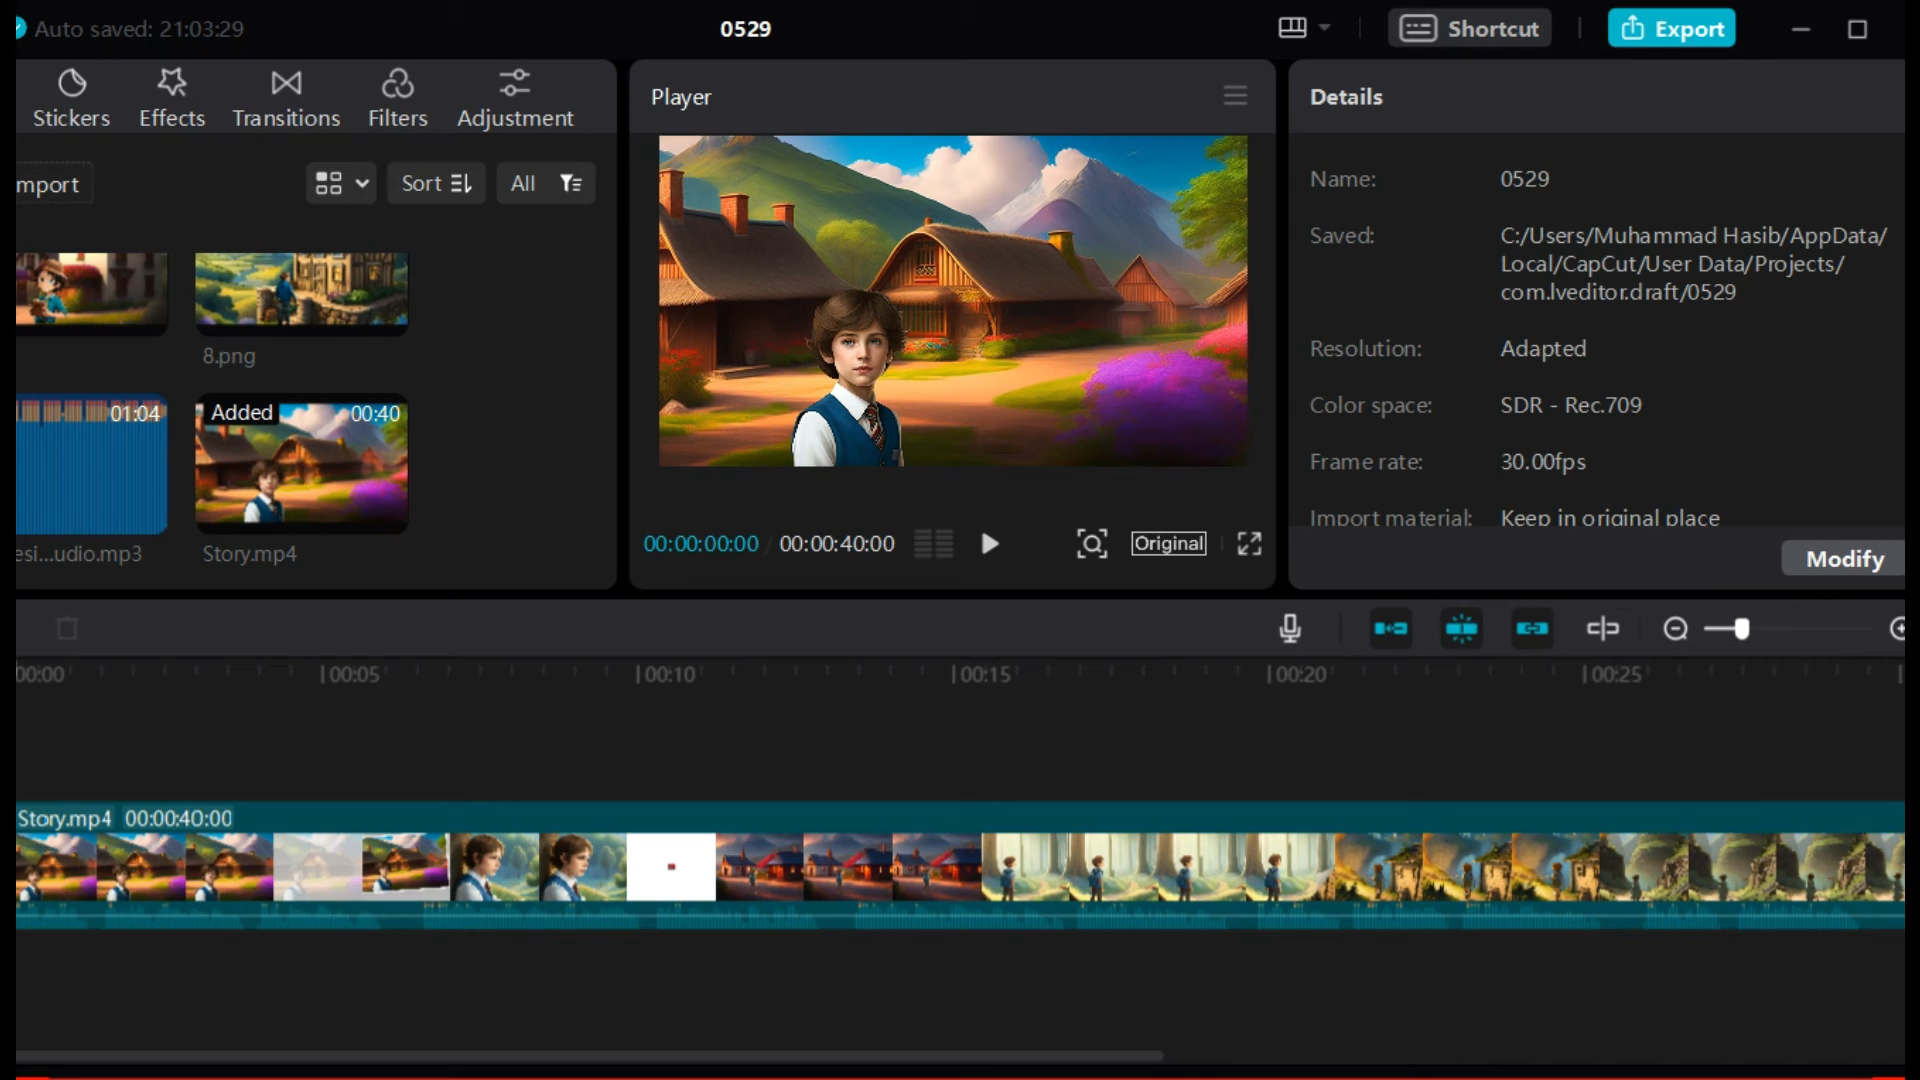 Auto saved: 21:03:29
0529
Shortcut
Export
Stickers
Effects
Transitions
Filters
Adjustment
mport
Sort
All
8.png
01:04
Added
00:40
esi...udio.mp3
Story.mp4
Player
00:00:00:00 / 00:00:40:00
Original
Details
Name: 0529
Saved: C:/Users/Muhammad Hasib/AppData/
Local/CapCut/User Data/Projects/
com.lveditor.draft/0529
Resolution: Adapted
Color space: SDR - Rec.709
Frame rate: 30.00fps
Import material: Keep in original place
Modify
00:00
00:05
00:10
00:15
00:20
00:25
Story.mp4 00:00:40:00